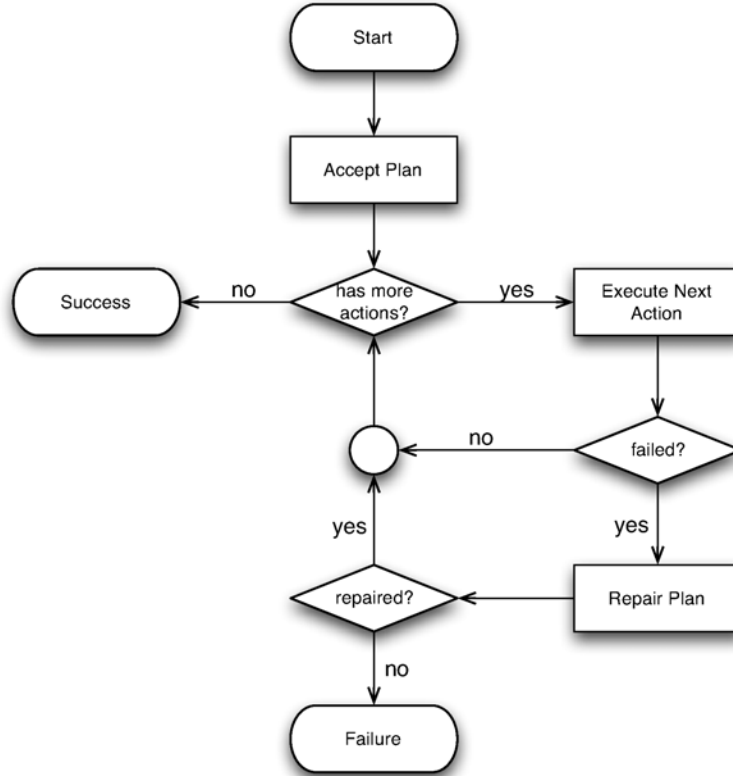 Start
Accept Plan
Success
no
has more
actions?
yes
Execute Next
Action
no
failed?
yes
yes
repaired?
Repair Plan
no
Failure